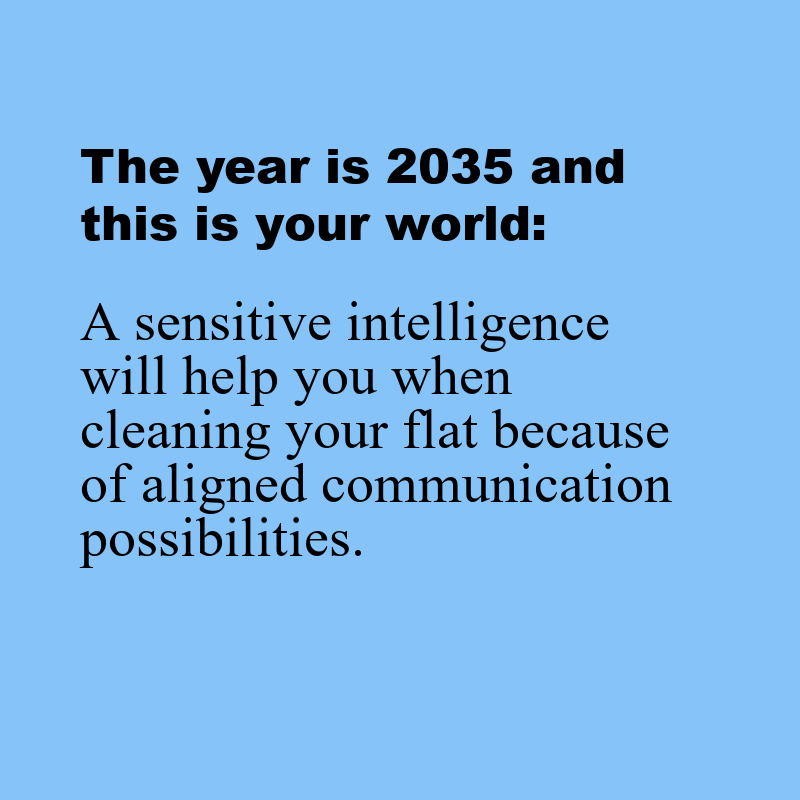 The year is 2035 and
this is your world:
A sensitive intelligence
will help you when
cleaning your flat because
of aligned communication
possibilities.